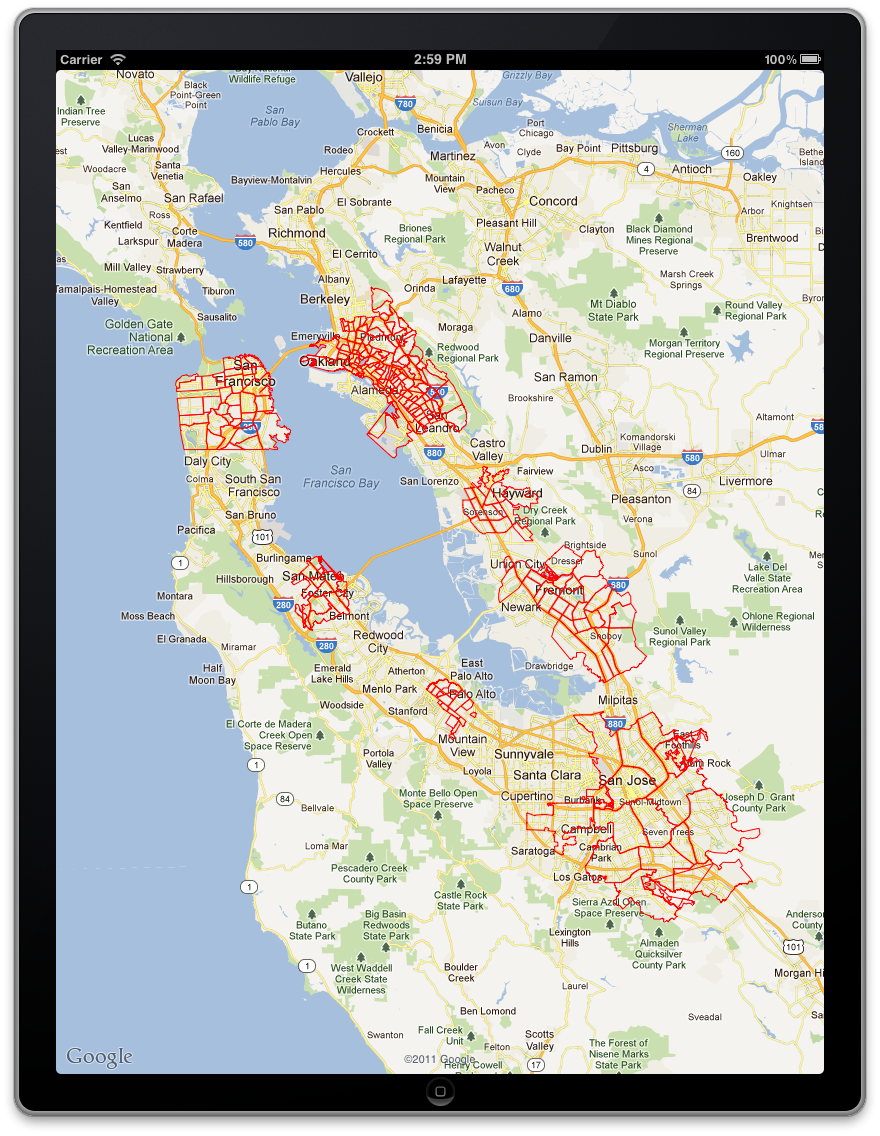 Carrier
2:59 PM
100%
Novato
Wildlife Refuge
Vallejo
Grizzly Bay
Black
Point-Green
Point
780
Suisun Bay
Indian Tree
Preserve
San
Pablo Bay
Crockett
Benicia
Port
Chicago
Sherman
Lake
Lucas
Valley-Marinwood
Rodeo
Martinez
Avon
Clyde
Bay Point
Pittsburg
160
Woodacre
Santa
Venetia
Hercules
4
Antioch
Oakley
San
Anselmo
Bayview-Montalvin
Mountain
View
Pacheco
San Rafael
San Pablo
El Sobrante
Concord
Arbor
Knightsen
Kentfield
Ross
Corte
Madera
Richmond
Briones
Regional Park
Pleasant Hill
Clayton
Black Diamond
Mines Regional
Preserve
Brentwood
Larkspur
580
El Cerrito
Walnut
Creek
Mill Valley
Strawberry
Tamalpais-Homestead
Valley
Tiburon
Albany
Orinda
Lafayette
680
Marsh Creek
Springs
Berkeley
Sausalito
Mt Diablo
State Park
Round Valley
Regional Park
Golden Gate
National
Recreation Area
Emeryville
Piedmont
Moraga
Alamo
Danville
Morgan Territory
Regional Preserve
Redwood
Regional Park
Oakland
San
Francisco
San Ramon
Alameda
Brookshire
San
Leandro
Altamont
Castro
Valley
Komandorski
Village
580
Daly City
880
Dublin
580
Ulmar
Colma
San
Francisco Bay
San Lorenzo
Fairview
Asco
Livermore
South San
Francisco
Hayward
84
Pleasanton
Sorenson
Dry Creek
Regional Park
San Bruno
Verona
Pacifica
101
Brightside
Sunol
Burlingame
Dresser
1
Union City
Lake Del
Valle State
Recreation Area
Hillsborough
San Mateo
680
Foster City
Fremont
Montara
280
Newark
Moss Beach
Belmont
Ohlone Regional
Wilderness
El Granada
Miramar
280
Redwood
City
Shoboy
Sunol Valley
Regional Park
Half
Moon Bay
Emerald
Lake Hills
Atherton
East
Palo Alto
Drawbridge
Menlo Park
Palo Alto
Milpitas
Woodside
Stanford
El Corte de Madera
Creek Open
Space Reserve
880
East
Foothills
Mountain
View
1
Portola
Valley
Sunnyvale
Loyola
Santa Clara
San Jose
84
Monte Bello Open
Space Preserve
Cupertino
Burbank
Sunol-Midtown
Joseph D. Grant
County Park
Bellvale
Campbell
Seven Trees
Loma Mar
Saratoga
Cambrian
Park
Pescadero Creek
County Park
Los Gatos
1
Castle Rock
State Park
Sierra Azul Open
Space Preserve
Butano
State Park
Big Basin
Redwoods
State Park
Lexington
Hills
Almaden
Quicksilver
County Park
101
1
West Waddell
Creek State
Wilderness
Boulder
Creek
Laurel
Ben Lomond
Sveadal
Swanton
Fall Creek
Unit
Felton
Scotts
Valley
The Forest of
Nisene Marks
State Park
Google
©2011 Google
Henry Cowell
17